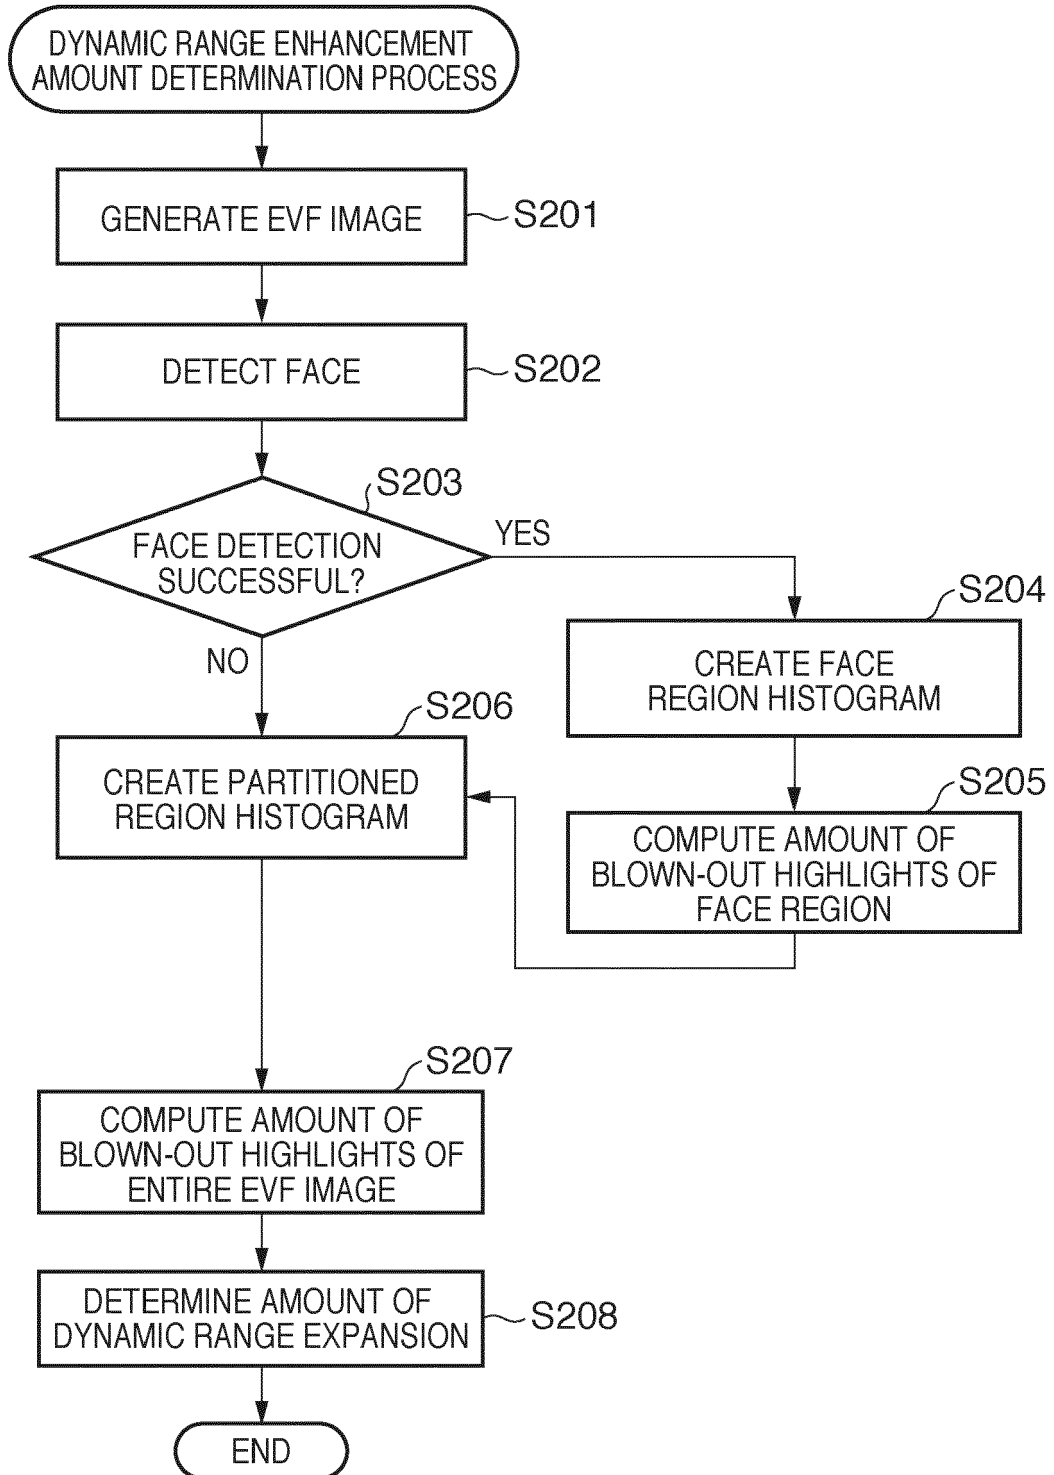 DYNAMIC RANGE ENHANCEMENT
AMOUNT DETERMINATION PROCESS
GENERATE EVF IMAGE
S201
DETECT FACE
S202
S203
FACE DETECTION
SUCCESSFUL?
YES
NO
S204
CREATE FACE
REGION HISTOGRAM
S205
COMPUTE AMOUNT OF
BLOWN-OUT HIGHLIGHTS OF
FACE REGION
S206
CREATE PARTITIONED
REGION HISTOGRAM
S207
COMPUTE AMOUNT OF
BLOWN-OUT HIGHLIGHTS OF
ENTIRE EVF IMAGE
DETERMINE AMOUNT OF
DYNAMIC RANGE EXPANSION
S208
END